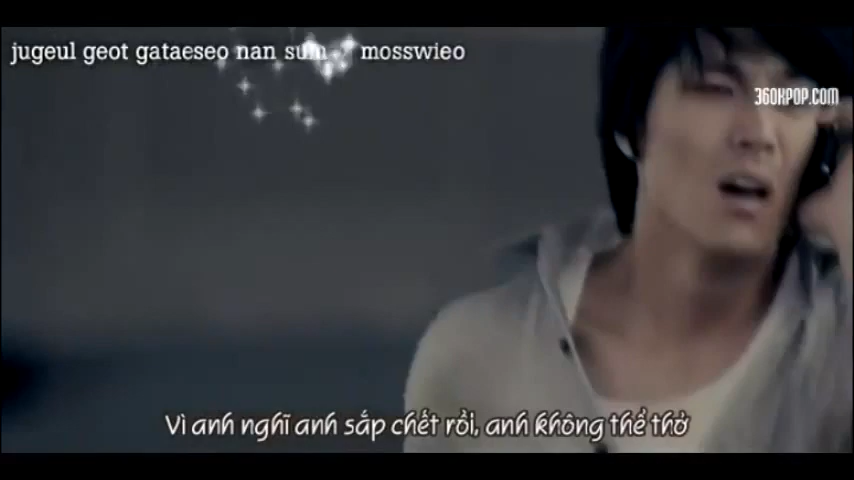 jugeul geot gataeseo nan sum mosswieo
360KPOP.COM
Vì anh nghĩ anh sắp chết rồi, anh không thể thở